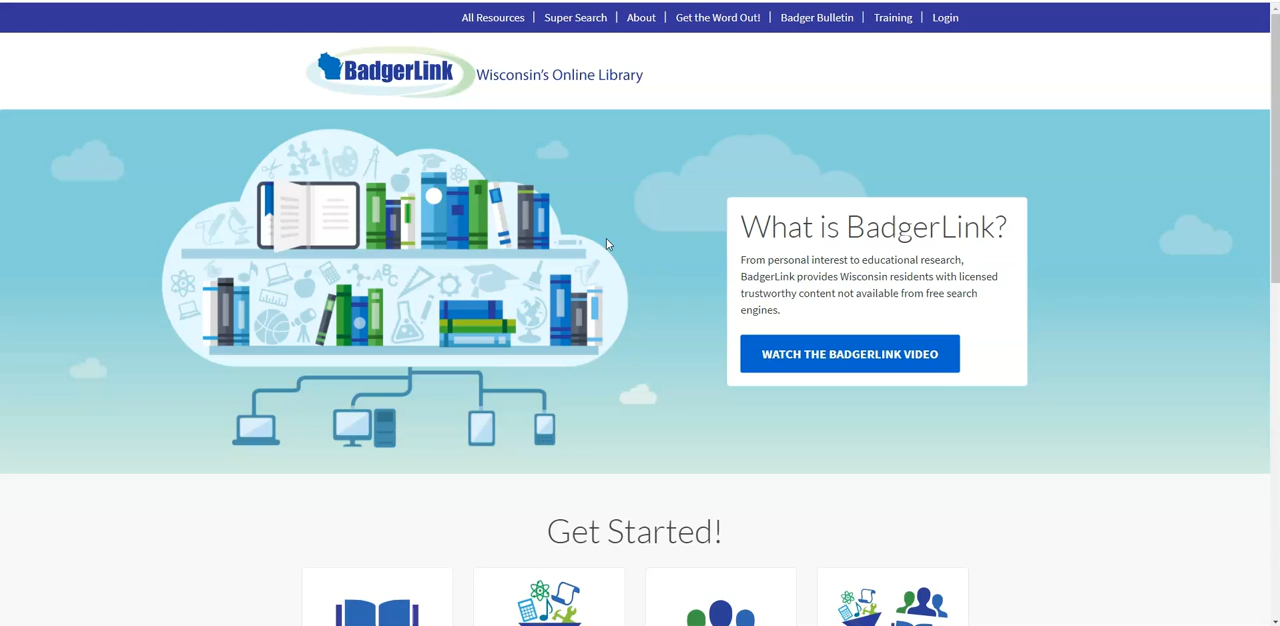 All Resources | Super Search | About | Get the Word Out! | Badger Bulletin | Training | Login
BadgerLink Wisconsin's Online Library
What is BadgerLink?
From personal interest to educational research,
BadgerLink provides Wisconsin residents with licensed
trustworthy content not available from free search
engines.
WATCH THE BADGERLINK VIDEO
ABC
Get Started!